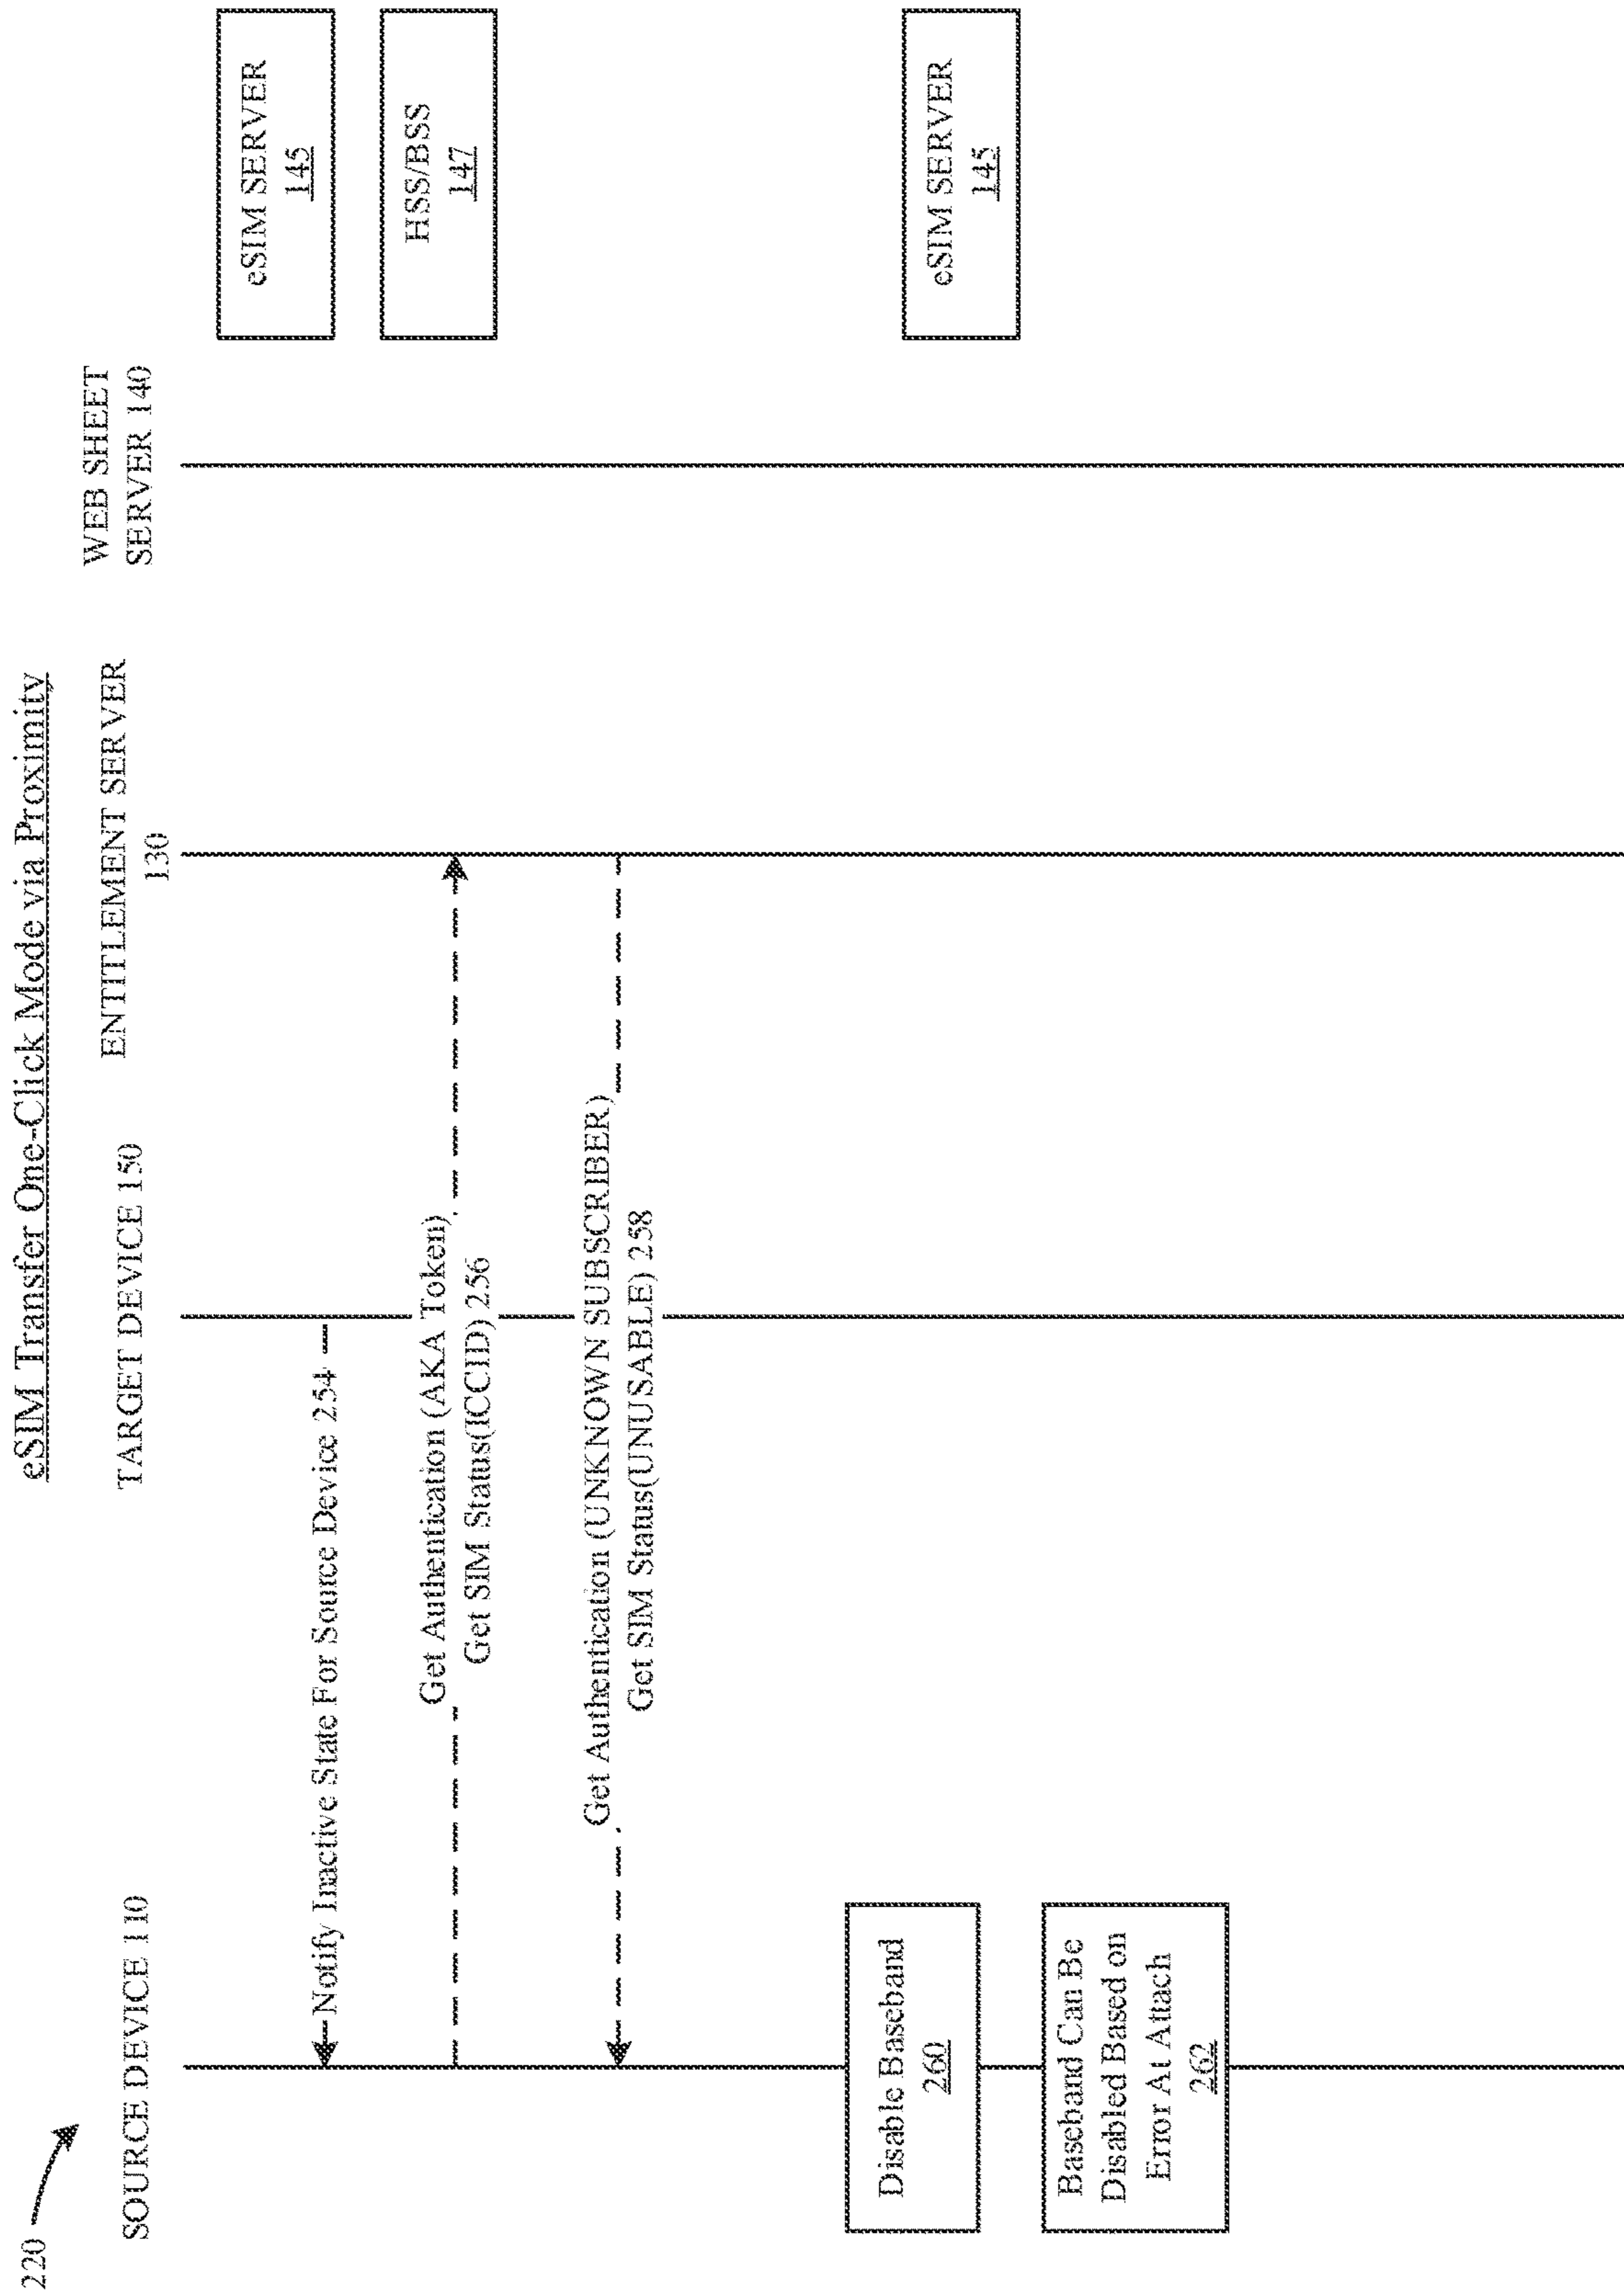 eSIM Transfer One-Click Mode via Proximity
220
SOURCE DEVICE 110
TARGET DEVICE 150
ENTITLEMENT SERVER
130
WEB SHEET
SERVER 140
eSIM SERVER
145
HSS/BSS
147
Notify Inactive State For Source Device 254
Get Authentication (AKA Token)
Get SIM Status(ICCID) 256
Get Authentication (UNKNOWN SUBSCRIBER)
Get SIM Status(UNUSABLE) 258
Disable Baseband
260
eSIM SERVER
145
Baseband Can Be
Disabled Based on
Error At Attach
262